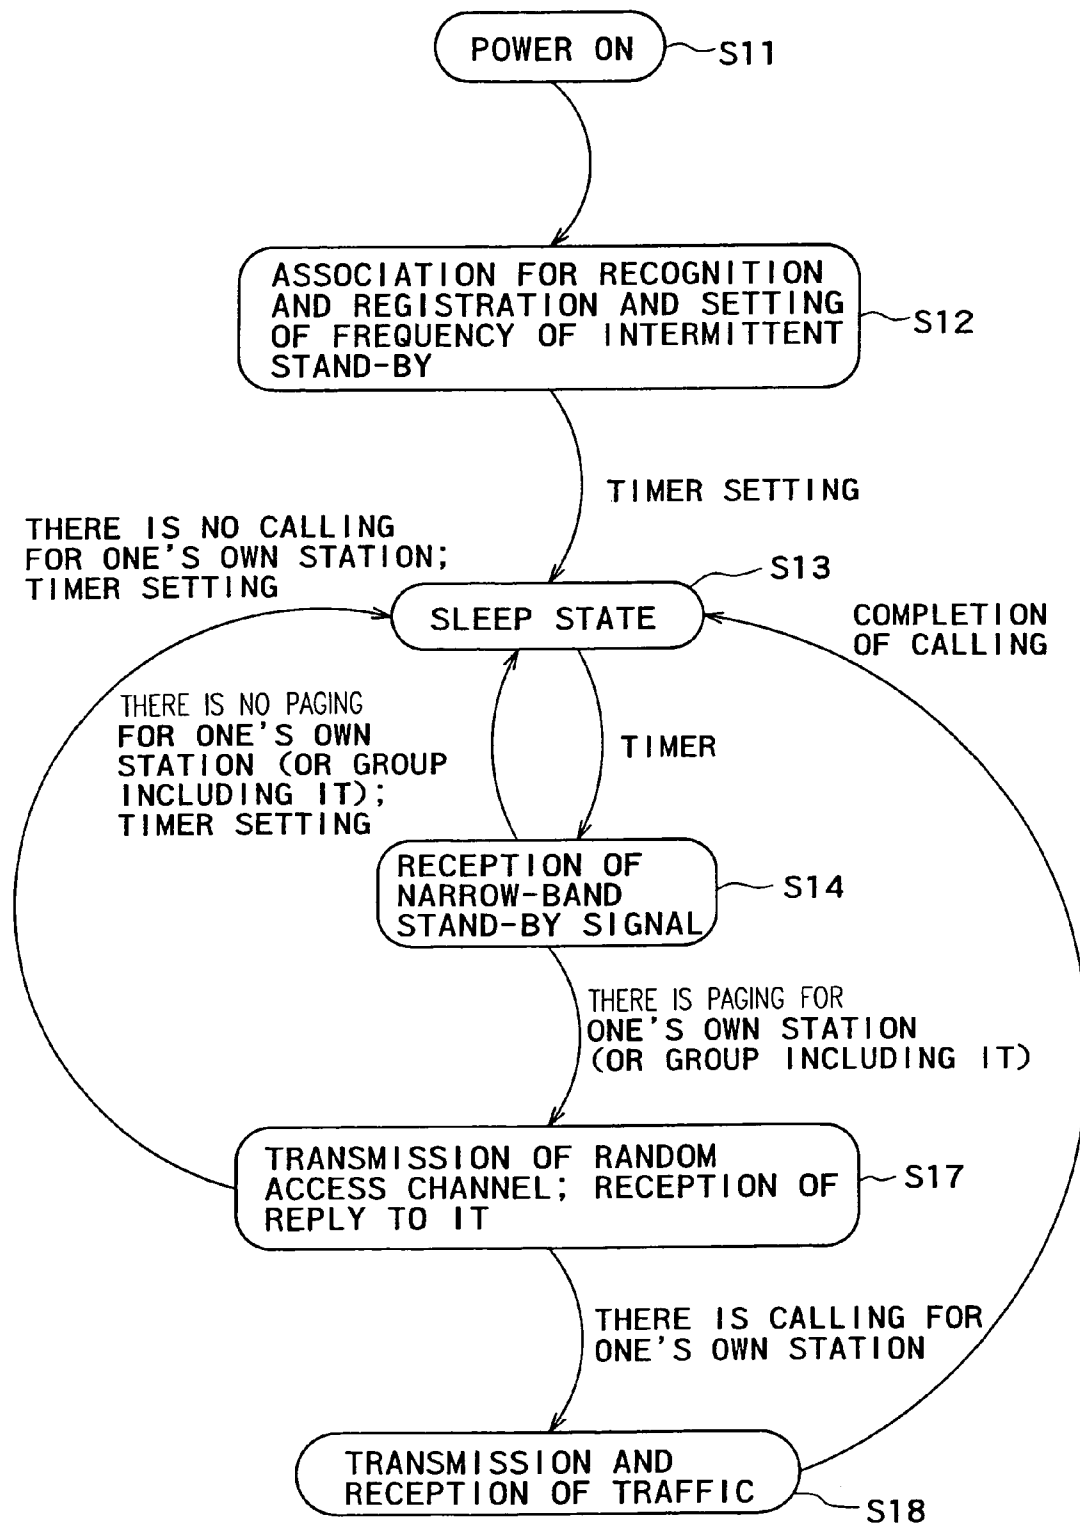 POWER ON
S11
ASSOCIATION FOR RECOGNITION
AND REGISTRATION AND SETTING
OF FREQUENCY OF INTERMITTENT
STAND-BY
S12
TIMER SETTING
THERE IS NO CALLING
FOR ONE'S OWN STATION;
TIMER SETTING
S13
SLEEP STATE
COMPLETION
OF CALLING
THERE IS NO PAGING
FOR ONE'S OWN
STATION (OR GROUP
INCLUDING IT);
TIMER SETTING
TIMER
RECEPTION OF
NARROW-BAND
STAND-BY SIGNAL
S14
THERE IS PAGING FOR
ONE'S OWN STATION
(OR GROUP INCLUDING IT)
TRANSMISSION OF RANDOM
ACCESS CHANNEL; RECEPTION OF
REPLY TO IT
S17
THERE IS CALLING FOR
ONE'S OWN STATION
TRANSMISSION AND
RECEPTION OF TRAFFIC
S18